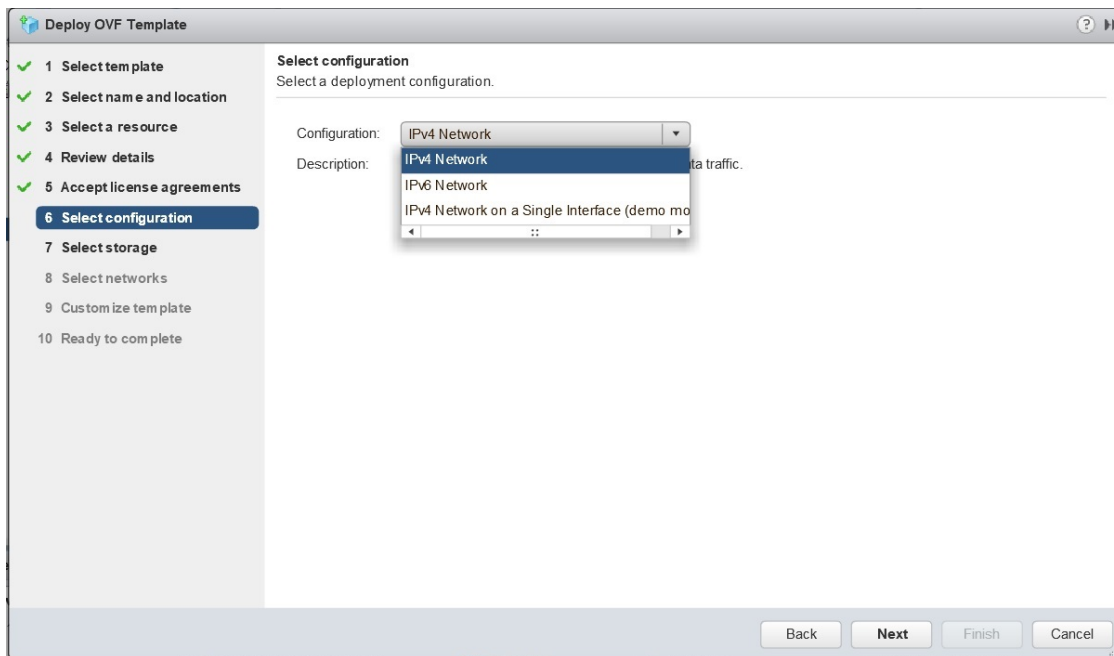 Deploy OVF Template
1 Select template
2 Select name and location
3 Select a resource
4 Review details
5 Accept license agreements
6 Select configuration
7 Select storage
8 Select networks
9 Customize template
10 Ready to complete
Select configuration
Select a deployment configuration.
Configuration: IPv4 Network
IPv4 Network
IPv6 Network
IPv4 Network on a Single Interface (demo mo
Description: ta traffic.
Back Next Finish Cancel